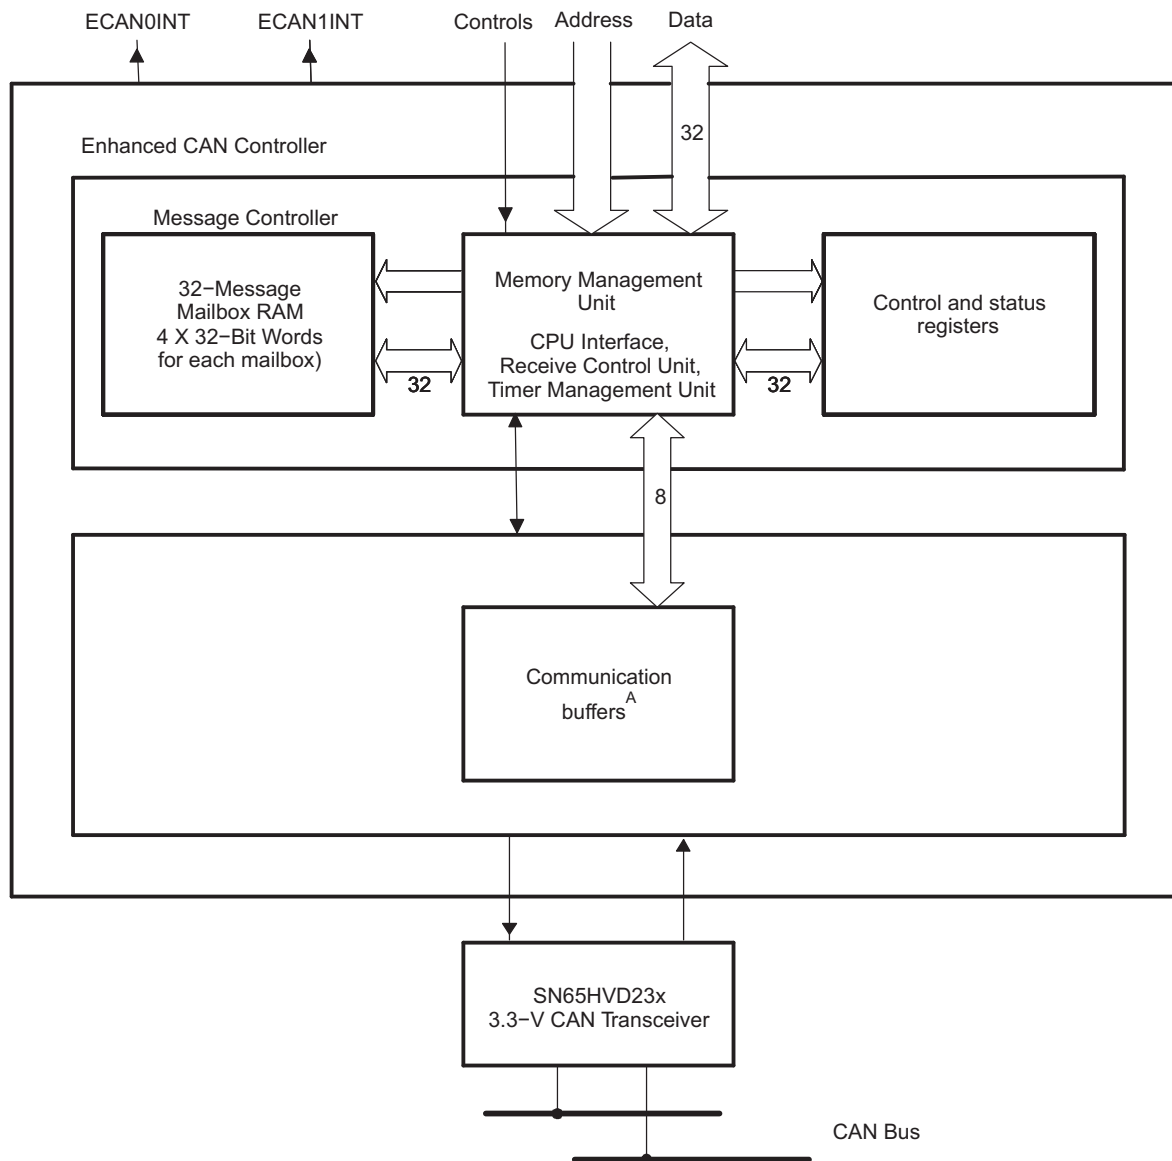 ECAN0INT ECAN1INT Controls Address Data
32
Enhanced CAN Controller
Message Controller
32−Message
Mailbox RAM
4 X 32−Bit Words
for each mailbox)
32
Memory Management
Unit
CPU Interface,
Receive Control Unit,
Timer Management Unit
32
Control and status
registers
8
Communication
buffersA
SN65HVD23x
3.3−V CAN Transceiver
CAN Bus